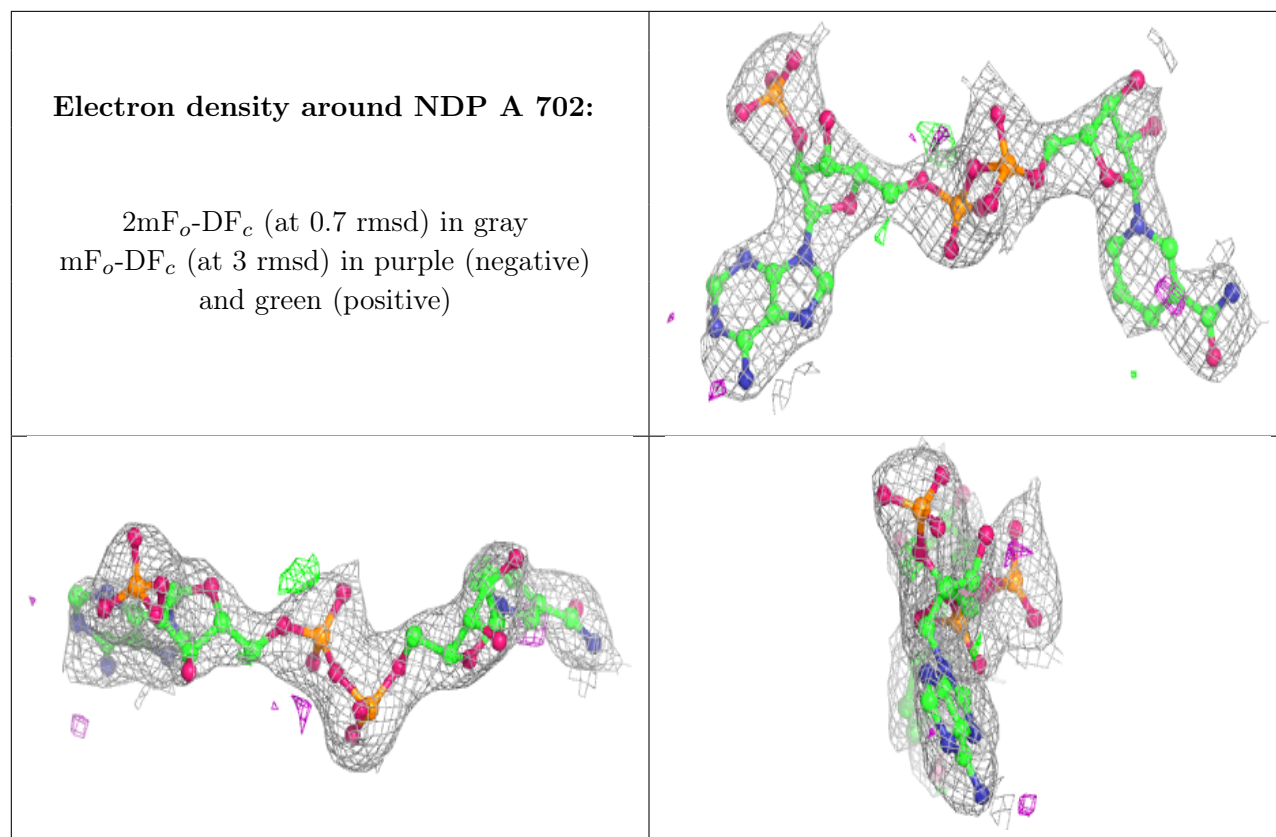 Electron density around NDP A 702:
2mFo-DFc (at 0.7 rmsd) in gray
mFo-DFc (at 3 rmsd) in purple (negative)
and green (positive)